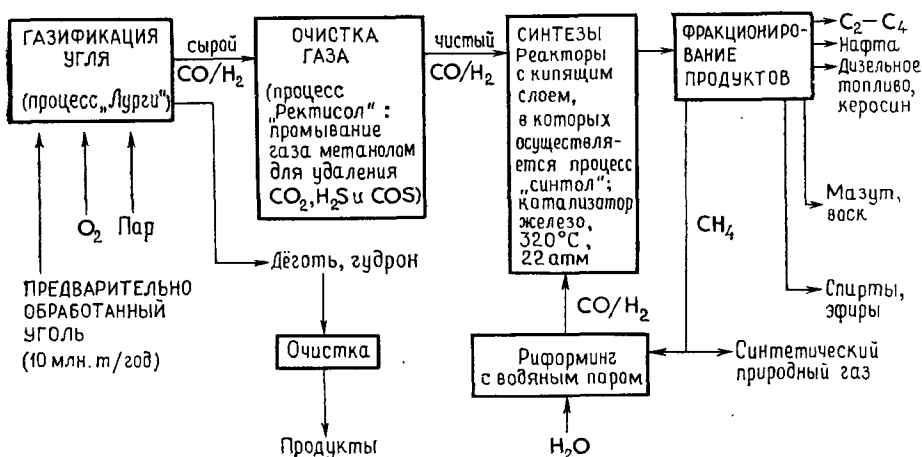 ГАЗИФИКАЦИЯ
УГЛЯ
(процесс „Лурги")
сырой
CO/H₂
ОЧИСТКА
ГАЗА
(процесс
„Ректисол":
промывание
газа метанолом
для удаления
CO₂, H₂S и COS)
чистый
CO/H₂
СИНТЕЗЫ
Реакторы
с кипящим
слоем,
в которых
осуществля-
ется процесс
„синтол";
катализатор
железо,
320°C,
22 атм
ФРАКЦИОНИРО-
ВАНИЕ
ПРОДУКТОВ
C₂–C₄
Нафта
Дизельное
топливо,
керосин
Мазут,
воск
CH₄
Спирты,
эфиры
O₂ Пар
ПРЕДВАРИТЕЛЬНО
ОБРАБОТАННЫЙ
УГОЛЬ
(10 млн. т/год)
Дёготь, гудрон
Очистка
Продукты
CO/H₂
Риформинг
с водяным паром
H₂O
Синтетический
природный газ